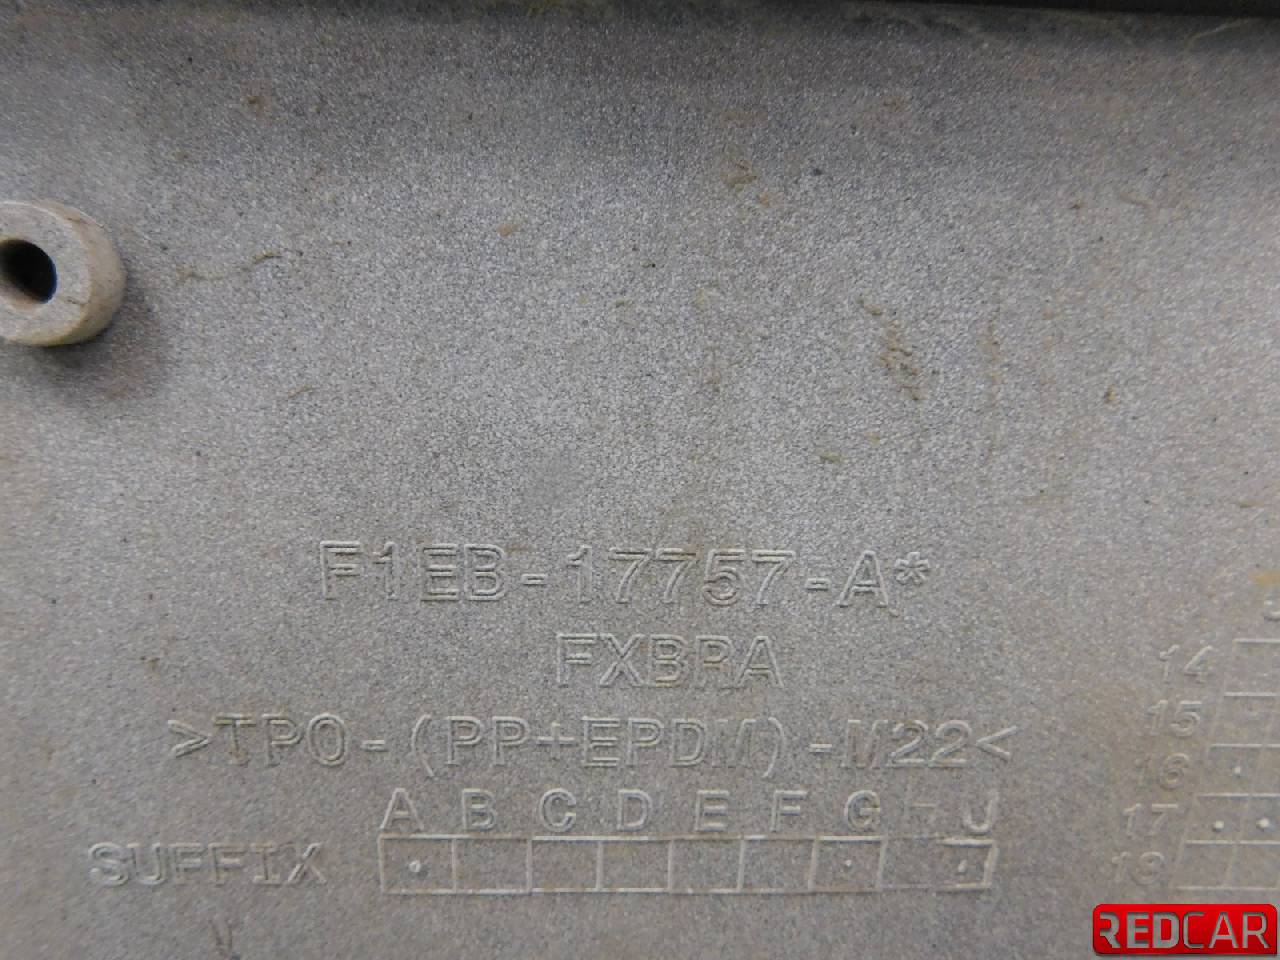 F1EB-17757-A*
FXBRA
>TPO-(PP+EPDM)-M22<
A B C D E F G H J
SUFFIX
14
15
16
17
18
REDCAR